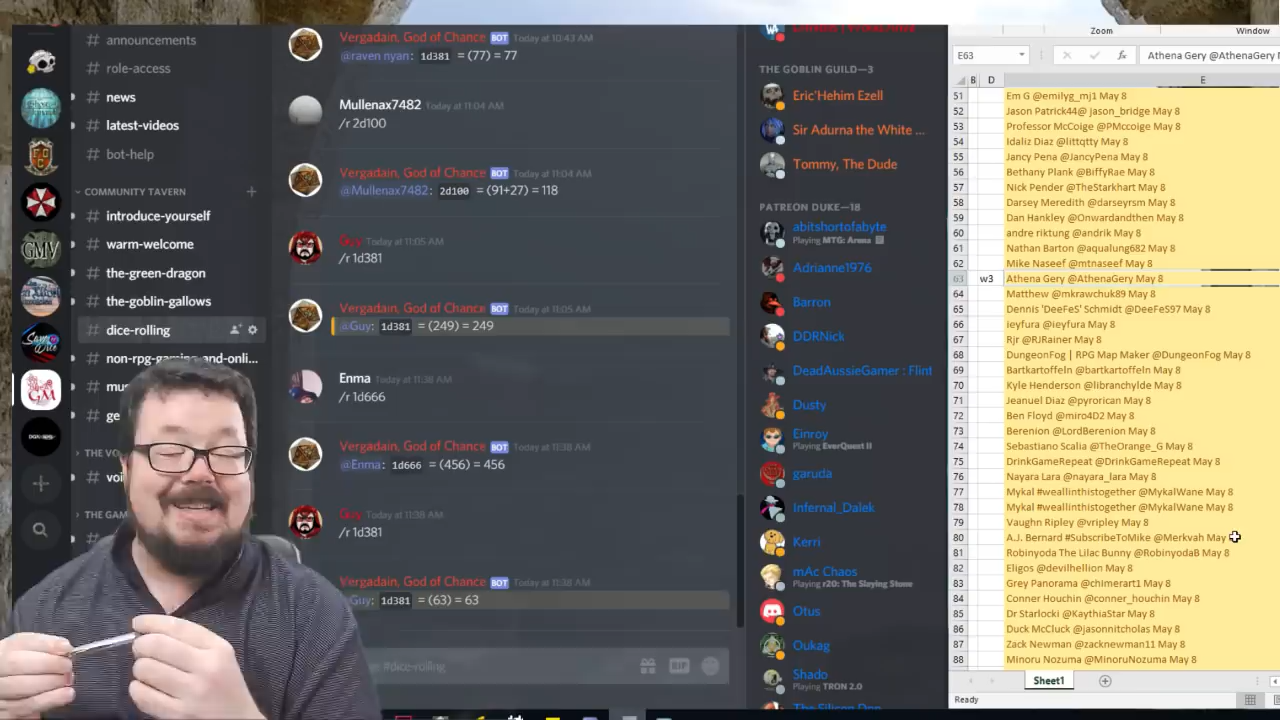 announcements
role-access
news
latest-videos
bot-help
COMMUNITY TAVERN
introduce-yourself
warm-welcome
the-green-dragon
the-goblin-gallows
dice-rolling
non-rpg-gaming-and-onli...
Vergadain, God of Chance BOT Today at 10:43 AM
@raven nyan: 1d381 = (77) = 77
Mullenax7482 Today at 11:04 AM
/r 2d100
Vergadain, God of Chance BOT Today at 11:04 AM
@Mullenax7482: 2d100 = (91+27) = 118
Guy Today at 11:05 AM
/r 1d381
Vergadain, God of Chance BOT Today at 11:05 AM
@Guy: 1d381 = (249) = 249
Enma Today at 11:38 AM
/r 1d666
Vergadain, God of Chance BOT Today at 11:38 AM
@Enma: 1d666 = (456) = 456
Guy Today at 11:38 AM
/r 1d381
Vergadain, God of Chance BOT Today at 11:38 AM
Guy: 1d381 = (63) = 63
#dice-rolling
GIF
THE GOBLIN GUILD—3
Eric'Hehim Ezell
Sir Adurna the White ...
Tommy, The Dude
PATREON DUKE—18
abitshortofabyte
Playing MTG: Arena
Adrianne1976
Barron
DDRNick
DeadAussieGamer : Flint
Dusty
Einroy
Playing EverQuest II
garuda
Infernal_Dalek
Kerri
mAc Chaos
Playing r20: The Slaying Stone
Otus
Oukag
Shado
Playing TRON 2.0
Zoom Window
E63 fx Athena Gery @AthenaGery M
B D E
51 Em G @emilyg_mj1 May 8
52 Jason Patrick44@ jason_bridge May 8
53 Professor McCoige @PMccoige May 8
54 Idaliz Diaz @littqtty May 8
55 Jancy Pena @JancyPena May 8
56 Bethany Plank @BiffyRae May 8
57 Nick Pender @TheStarkhart May 8
58 Darsey Meredith @darseyrsm May 8
59 Dan Hankley @Onwardandthen May 8
60 andre riktung @andrik May 8
61 Nathan Barton @aqualung682 May 8
62 Mike Naseef @mtnaseef May 8
63 w3 Athena Gery @AthenaGery May 8
64 Matthew @mkrawchuk89 May 8
65 Dennis 'DeeFeS' Schmidt @DeeFeS97 May 8
66 ieyfura @ieyfura May 8
67 Rjr @RJRainer May 8
68 DungeonFog | RPG Map Maker @DungeonFog May 8
69 Bartkartoffeln @bartkartoffeln May 8
70 Kyle Henderson @libranchylde May 8
71 Jeanuel Diaz @pyrorican May 8
72 Ben Floyd @miro4D2 May 8
73 Berenion @LordBerenion May 8
74 Sebastiano Scalia @TheOrange_G May 8
75 DrinkGameRepeat @DrinkGameRepeat May 8
76 Nayara Lara @nayara_lara May 8
77 Mykal #weallinthistogether @MykalWane May 8
78 Mykal #weallinthistogether @MykalWane May 8
79 Vaughn Ripley @vripley May 8
80 A.J. Bernard #SubscribeToMike @Merkvah May
81 Robinyoda The Lilac Bunny @RobinyodaB May 8
82 Eligos @devilhellion May 8
83 Grey Panorama @chimerart1 May 8
84 Conner Houchin @conner_houchin May 8
85 Dr Starlocki @KaythiaStar May 8
86 Duck McCluck @jasonnitcholas May 8
87 Zack Newman @zacknewman11 May 8
88 Minoru Nozuma @MinoruNozuma May 8
Sheet1
Ready